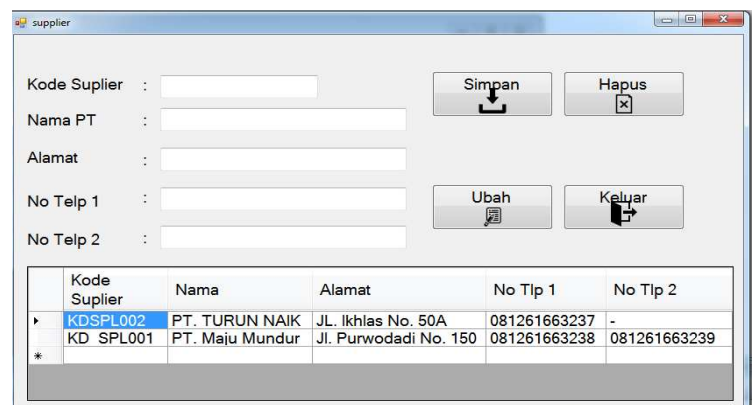 supplier
Kode Suplier :
Simpan
Hapus
Nama PT :
Alamat :
No Telp 1 :
Ubah
Keluar
No Telp 2 :
Kode Suplier Nama Alamat No Tlp 1 No Tlp 2
KDSPL002 PT. TURUN NAIK JL. Ikhlas No. 50A 081261663237 -
KD SPL001 PT. Maju Mundur Jl. Purwodadi No. 150 081261663238 081261663239